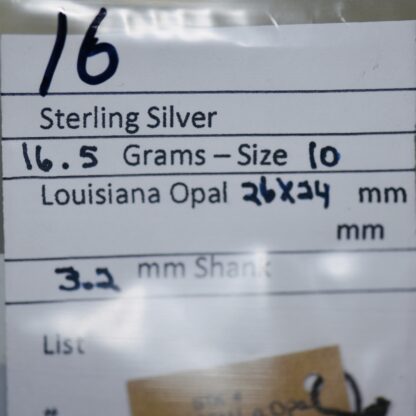 16
Sterling Silver
16.5 Grams – Size 10
Louisiana Opal 26X24 mm
mm
3.2 mm Shank
List